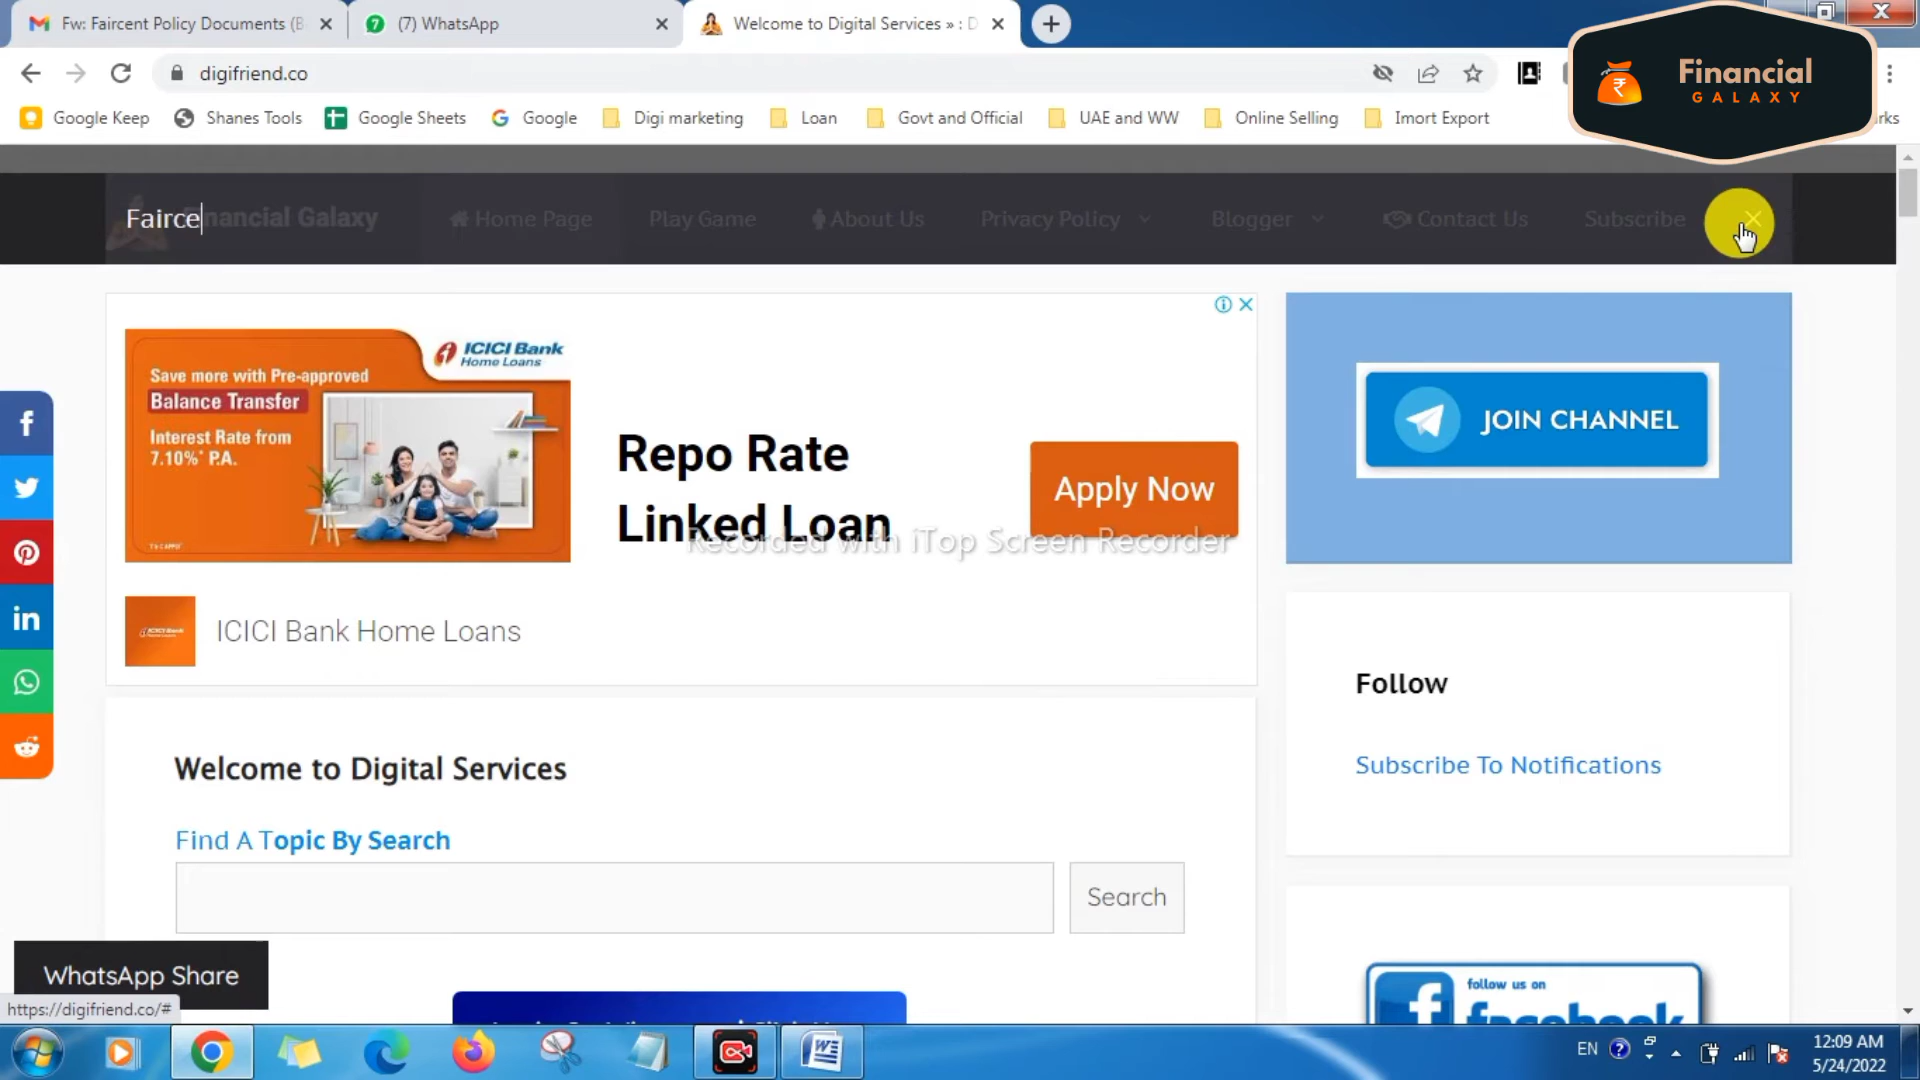 Fw: Faircent Policy Documents (B
(7) WhatsApp
Welcome to Digital Services » : D
digifriend.co
Financial
GALAXY
Google Keep
Shanes Tools
Google Sheets
Google
Digi marketing
Loan
Govt and Official
UAE and WW
Online Selling
Imort Export
rks
Fairce
nancial Galaxy
Home Page
Play Game
About Us
Privacy Policy
Blogger
Contact Us
Subscribe
ICICI Bank
Home Loans
Save more with Pre-approved
Balance Transfer
Interest Rate from
7.10%* P.A.
Repo Rate
Linked Loan
Apply Now
Recorded with iTop Screen Recorder
ICICI Bank Home Loans
JOIN CHANNEL
Follow
Subscribe To Notifications
Welcome to Digital Services
Find A Topic By Search
Search
WhatsApp Share
follow us on
facebook
https://digifriend.co/#
EN
12:09 AM
5/24/2022